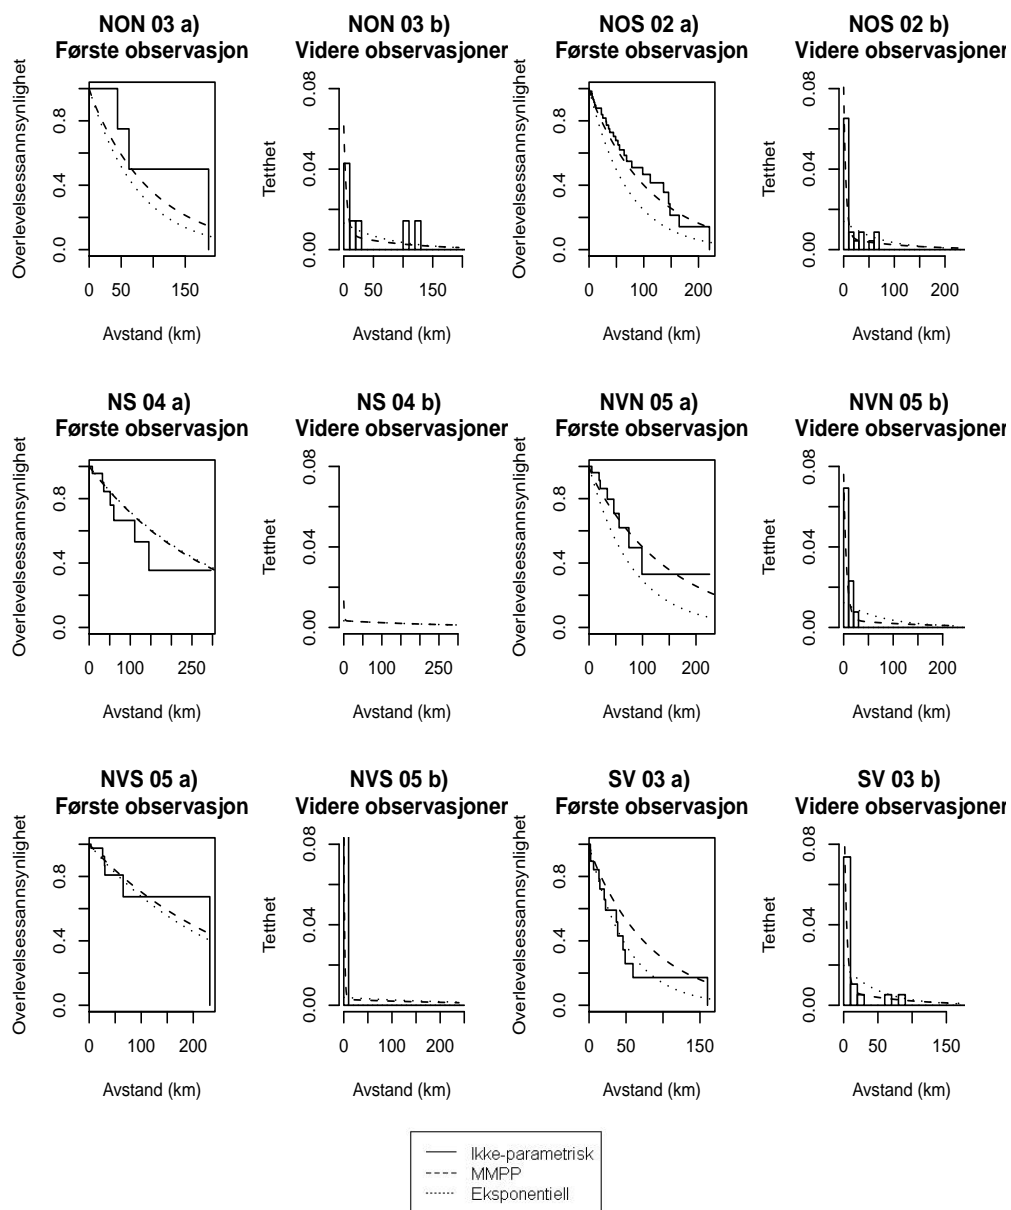 NON 03 a)
Første observasjon
Overlevelsessannsynlighet
0.0 0.4 0.8
0 50 150
Avstand (km)
NON 03 b)
Videre observasjoner
Tetthet
0.00 0.04 0.08
0 50 150
Avstand (km)
NOS 02 a)
Første observasjon
Overlevelsessannsynlighet
0.0 0.4 0.8
0 100 200
Avstand (km)
NOS 02 b)
Videre observasjoner
Tetthet
0.00 0.04 0.08
0 100 200
Avstand (km)
NS 04 a)
Første observasjon
Overlevelsessannsynlighet
0.0 0.4 0.8
0 100 250
Avstand (km)
NS 04 b)
Videre observasjoner
Tetthet
0.00 0.04 0.08
0 100 250
Avstand (km)
NVN 05 a)
Første observasjon
Overlevelsessannsynlighet
0.0 0.4 0.8
0 100 200
Avstand (km)
NVN 05 b)
Videre observasjoner
Tetthet
0.00 0.04 0.08
0 100 200
Avstand (km)
NVS 05 a)
Første observasjon
Overlevelsessannsynlighet
0.0 0.4 0.8
0 100 200
Avstand (km)
NVS 05 b)
Videre observasjoner
Tetthet
0.00 0.04 0.08
0 100 200
Avstand (km)
SV 03 a)
Første observasjon
Overlevelsessannsynlighet
0.0 0.4 0.8
0 50 150
Avstand (km)
SV 03 b)
Videre observasjoner
Tetthet
0.00 0.04 0.08
0 50 150
Avstand (km)
Ikke-parametrisk
MMPP
Eksponentiell